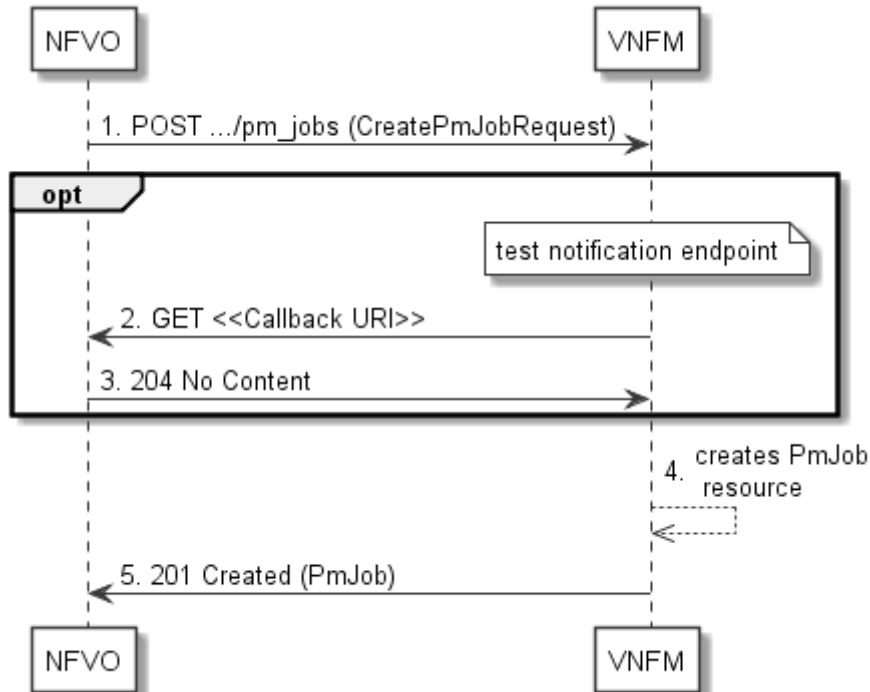 NFVO
VNFM
1. POST .../pm_jobs (CreatePmJobRequest)
opt
test notification endpoint
2. GET <<Callback URI>>
3. 204 No Content
4. creates PmJob
resource
5. 201 Created (PmJob)
NFVO
VNFM